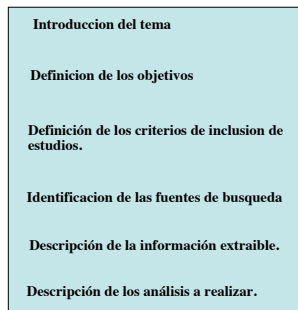 Introduccion del tema
Definicion de los objetivos
Definición de los criterios de inclusion de
estudios.
Identificacion de las fuentes de busqueda
Descripción de la información extraible.
Descripción de los análisis a realizar.